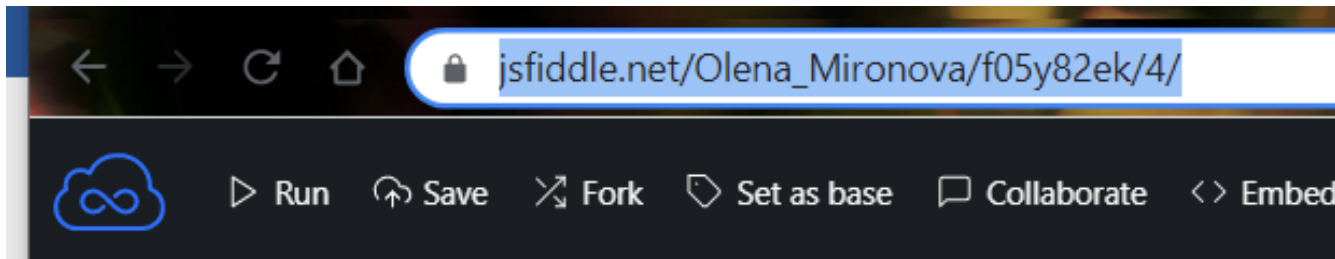 jsfiddle.net/Olena_Mironova/f05y82ek/4/
Run Save Fork Set as base Collaborate Embed